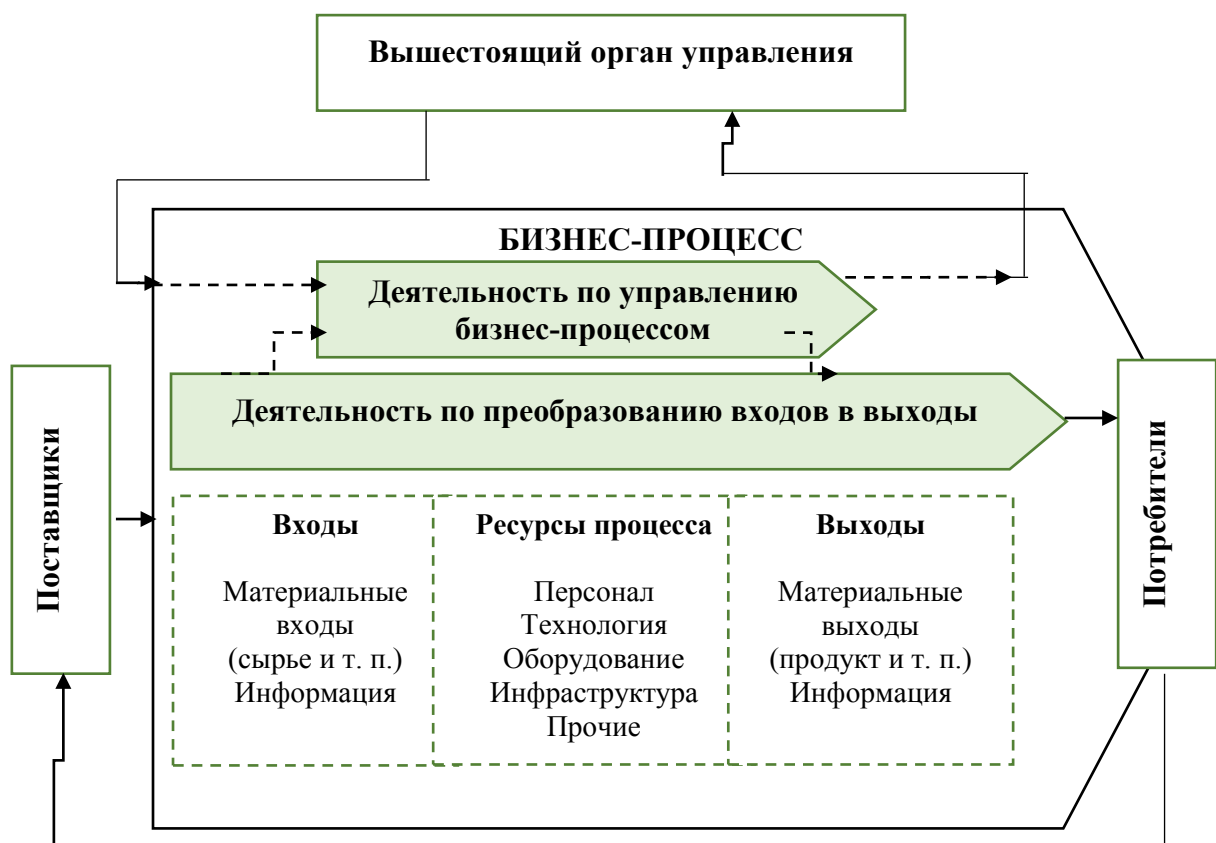 Вышестоящий орган управления
БИЗНЕС-ПРОЦЕСС
Деятельность по управлению
бизнес-процессом
Деятельность по преобразованию входов в выходы
Поставщики
Входы
Материальные
входы
(сырье и т. п.)
Информация
Ресурсы процесса
Персонал
Технология
Оборудование
Инфраструктура
Прочие
Выходы
Материальные
выходы
(продукт и т. п.)
Информация
Потребители